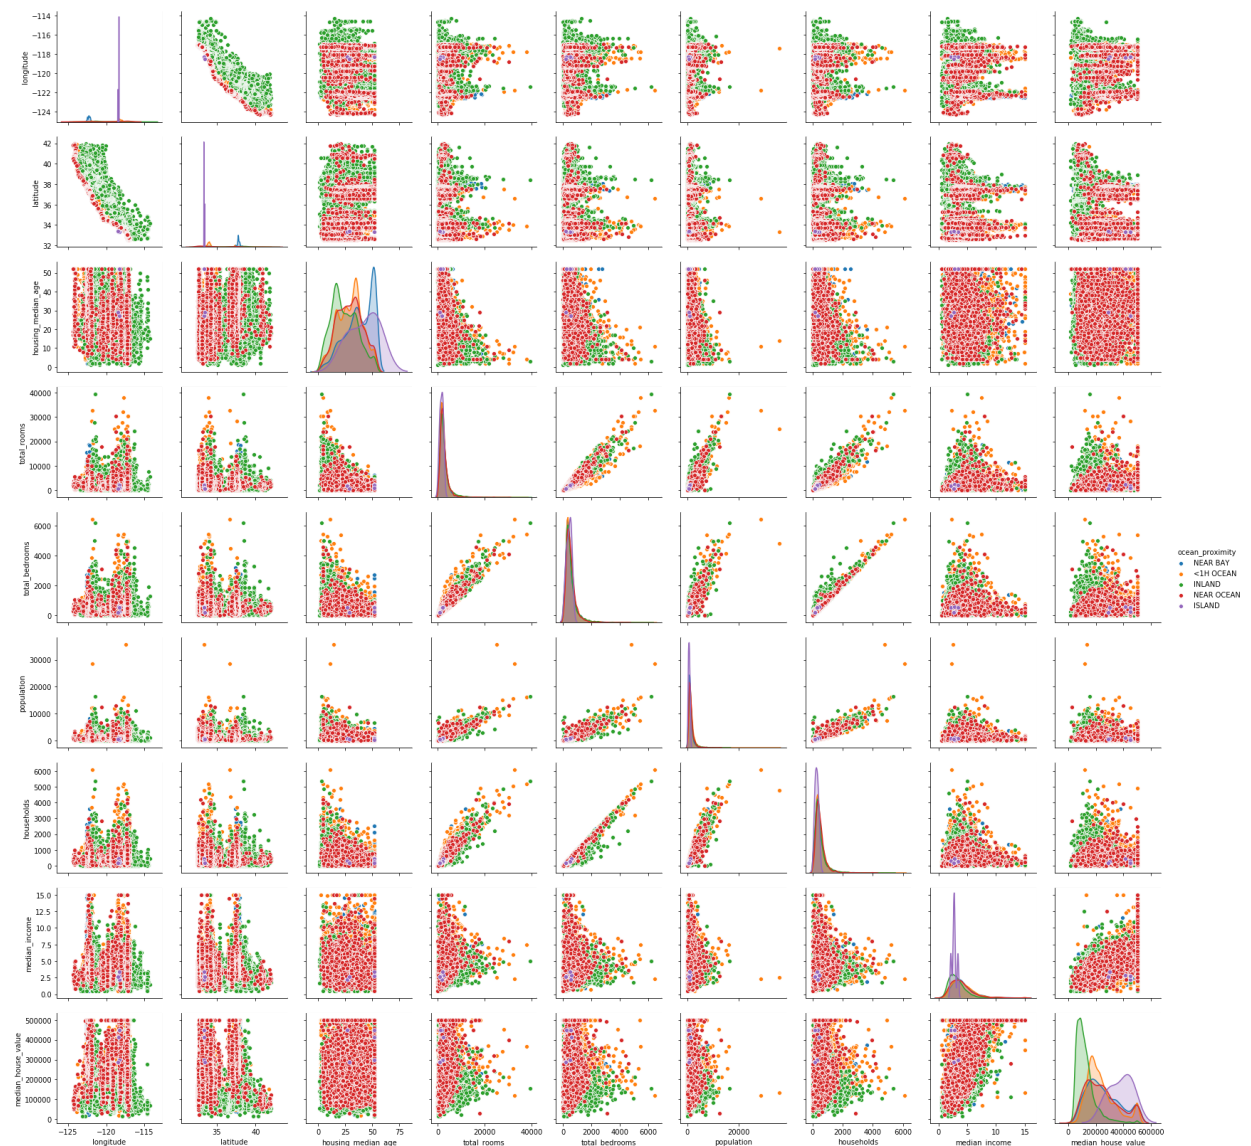 −114
−116
−118
−120
−122
−124
longitude
42
40
38
36
34
32
latitude
50
40
30
20
10
0
housing_median_age
40000
30000
20000
10000
0
total_rooms
6000
4000
2000
0
total_bedrooms
ocean_proximity
NEAR BAY
<1H OCEAN
INLAND
NEAR OCEAN
ISLAND
30000
20000
10000
0
population
6000
5000
4000
3000
2000
1000
0
households
15.0
12.5
10.0
7.5
5.0
2.5
0.0
median_income
500000
400000
300000
200000
100000
0
median_house_value
−125 −120 −115
longitude
35 40
latitude
0 25 50 75
housing_median_age
0 20000 40000
total_rooms
0 2000 4000 6000
total_bedrooms
0 20000
population
0 2000 4000 6000
households
0 5 10 15
median_income
0 200000 400000 600000
median_house_value